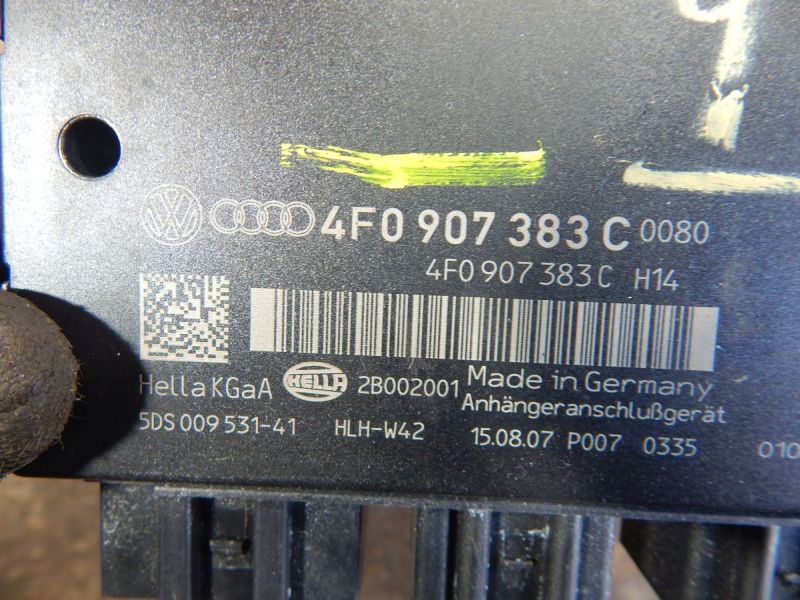 4F0 907 383 C 0080
4F0 907 383 C H14
Hella KGaA HELLA 2B002001 Made in Germany
Anhängeranschlußgerät
5DS 009 531-41 HLH-W42 15.08.07 P007 0335 010